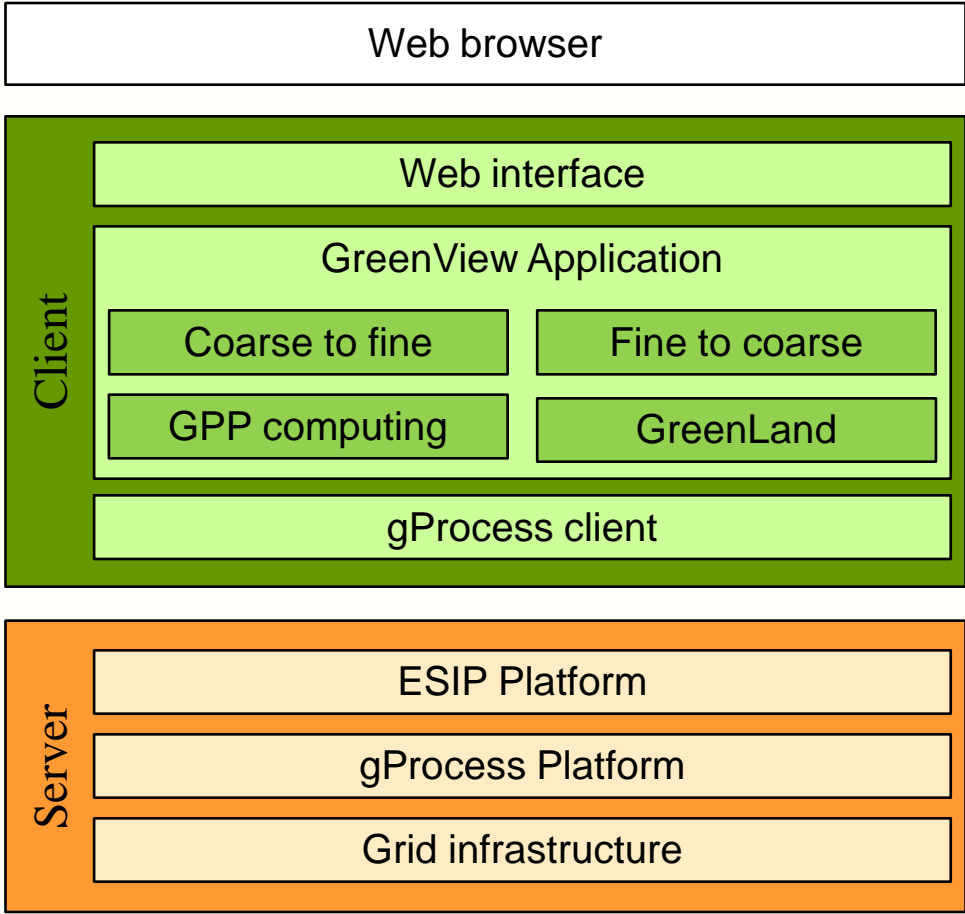 Web browser
Client
Web interface
GreenView Application
Coarse to fine
Fine to coarse
GPP computing
GreenLand
gProcess client
Server
ESIP Platform
gProcess Platform
Grid infrastructure